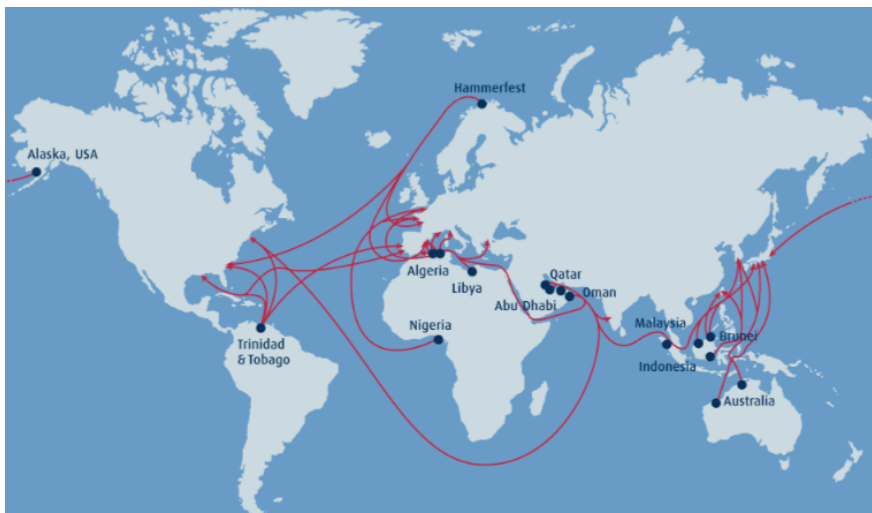 Hammerfest
Alaska, USA
Algeria
Libya
Qatar
Abu Dhabi
Oman
Nigeria
Trinidad
& Tobago
Malaysia
Brunei
Indonesia
Australia